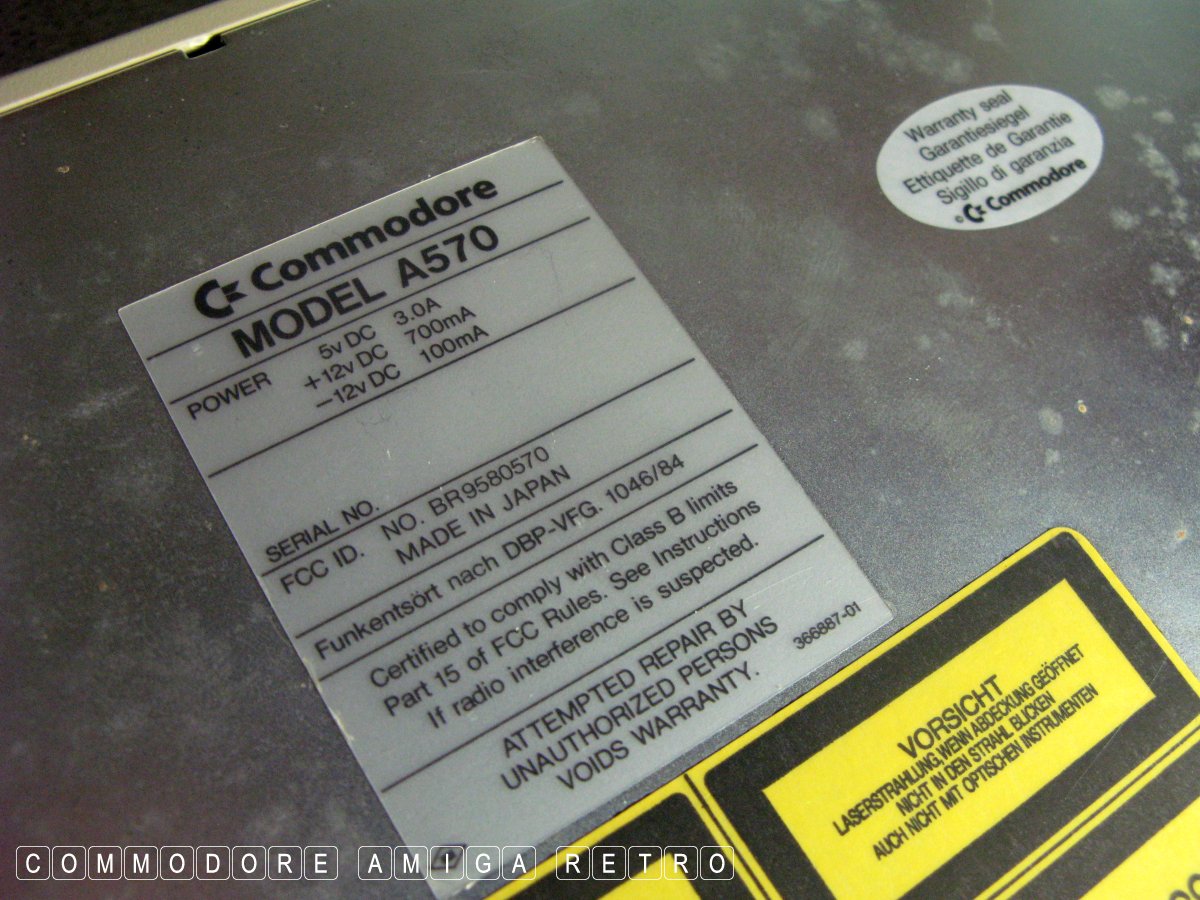 Commodore
MODEL A570
POWER 5v DC 3.0A
+12v DC 700mA
–12v DC 100mA
SERIAL NO.
FCC ID. NO. BR9580570
MADE IN JAPAN
Funkentsört nach DBP-VFG. 1046/84
Certified to comply with Class B limits
Part 15 of FCC Rules. See Instructions
If radio interference is suspected.
ATTEMPTED REPAIR BY
UNAUTHORIZED PERSONS
VOIDS WARRANTY.
366887-01
Warranty seal
Garantiesiegel
Ettiquette de Garantie
Sigillo di garanzia
© Commodore
VORSICHT
LASERSTRAHLUNG, WENN ABDECKUNG GEÖFFNET
NICHT IN DEN STRAHL BLICKEN
AUCH NICHT MIT OPTISCHEN INSTRUMENTEN
COMMODORE AMIGA RETRO